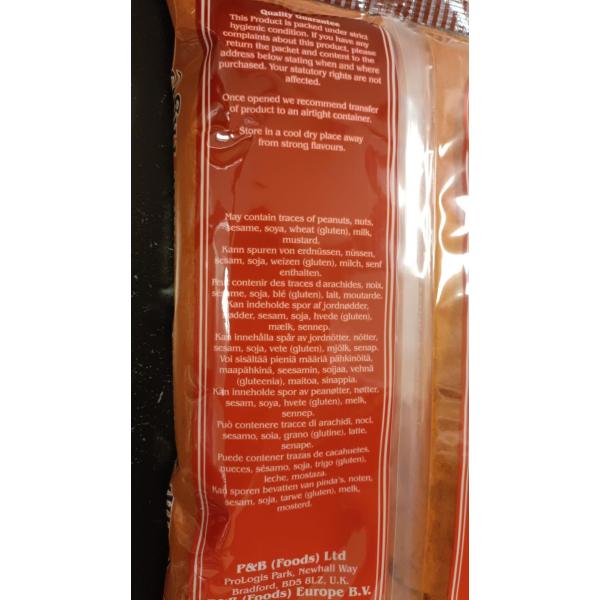 Quality Guarantee
This Product is packed under strict
hygienic condition. If you have any
complaints about this product, please
return the packet and content to the
address below stating when and where
purchased. Your statutory rights are not
affected.
Once opened we recommend transfer
of product to an airtight container.
Store in a cool dry place away
from strong flavours.
May contain traces of peanuts, nuts,
sesame, soya, wheat (gluten), milk,
mustard.
Kann spuren von erdnüssen, nüssen,
sesam, soja, weizen (gluten), milch, senf
enthalten.
Peut contenir des traces d arachides, noix,
sésame, soja, blé (gluten), lait, moutarde.
Kan indeholde spor af jordnødder,
nødder, sesam, soja, hvede (gluten),
mælk, sennep.
Kan innehålla spår av jordnötter, nötter,
sesam, soja, vete (gluten), mjölk, senap.
Voi sisältää pieniä määriä pähkinöitä,
maapähkinä, seesamin, soijaa, vehnä
(gluteenia), maitoa, sinappia.
Kan inneholde spor av peanøtter, nøtter,
sesam, soya, hvete (gluten), melk,
sennep.
Può contenere tracce di arachidi, noci,
sesamo, soia, grano (glutine), latte,
senape.
Puede contener trazas de cacahuetes,
nueces, sésamo, soja, trigo (gluten),
leche, mostaza.
Kan sporen bevatten van pinda's, noten,
sesam, soja, tarwe (gluten), melk,
mosterd.
P&B (Foods) Ltd
ProLogis Park, Newhall Way
Bradford, BD5 8LZ, U.K.
P&B (Foods) Europe B.V.